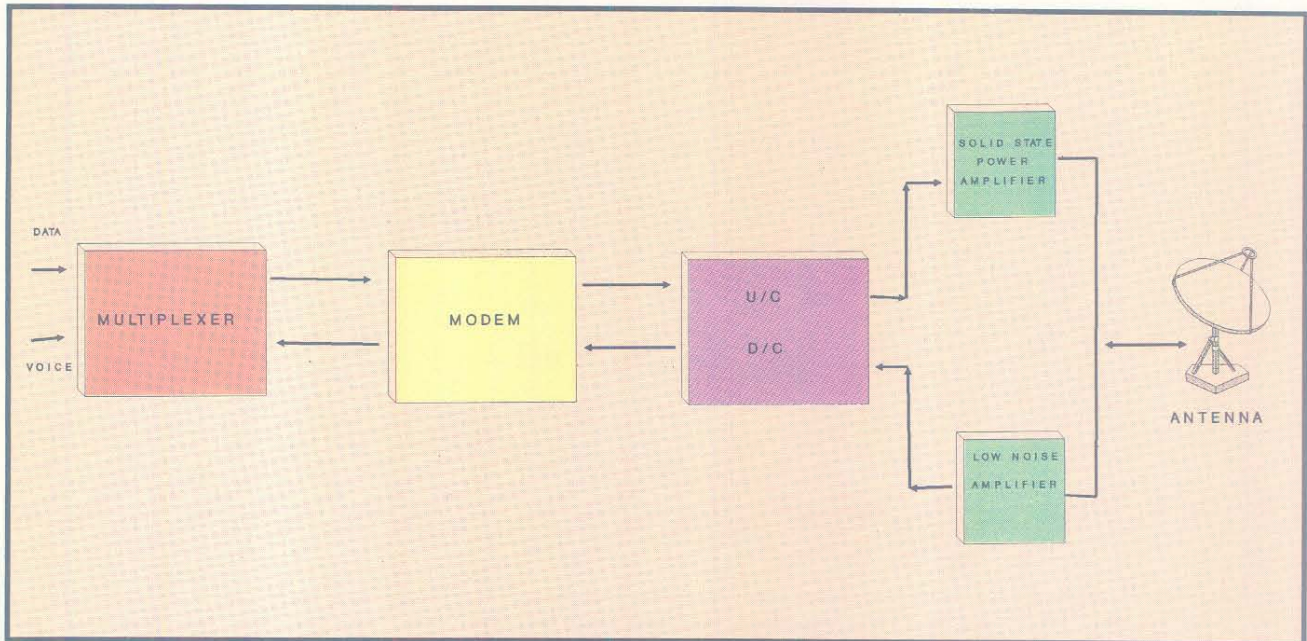 DATA
VOICE
MULTIPLEXER
MODEM
U/C
D/C
SOLID STATE
POWER
AMPLIFIER
LOW NOISE
AMPLIFIER
ANTENNA